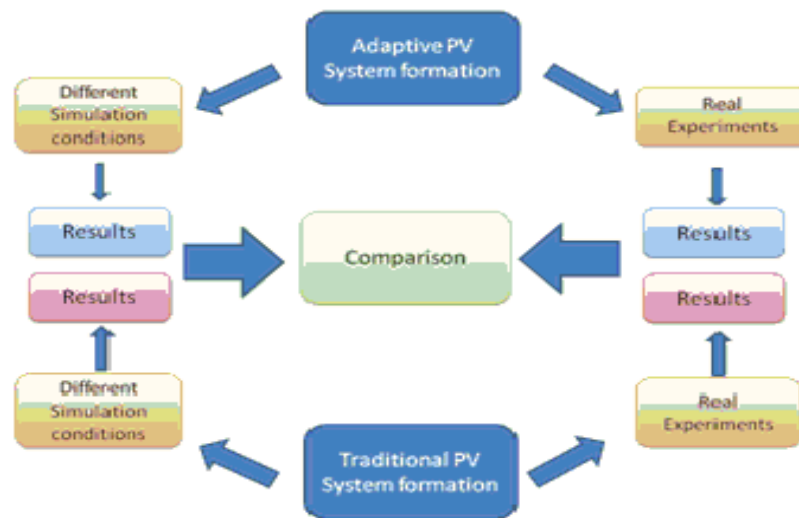 Adaptive PV
System formation
Different
Simulation
conditions
Real
Experiments
Results
Results
Comparison
Results
Results
Different
Simulation
conditions
Real
Experiments
Traditional PV
System formation